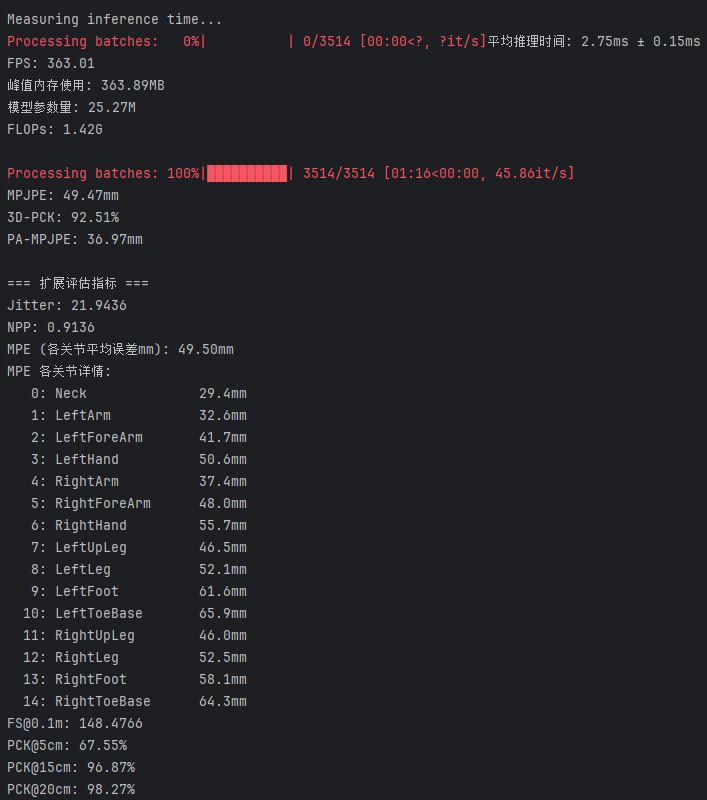 Measuring inference time...
Processing batches:   0%|          | 0/3514 [00:00<?, ?it/s]平均推理时间: 2.75ms ± 0.15ms
FPS: 363.01
峰值内存使用: 363.89MB
模型参数量: 25.27M
FLOPs: 1.42G
Processing batches: 100%|██████████| 3514/3514 [01:16<00:00, 45.86it/s]
MPJPE: 49.47mm
3D-PCK: 92.51%
PA-MPJPE: 36.97mm
=== 扩展评估指标 ===
Jitter: 21.9436
NPP: 0.9136
MPE (各关节平均误差mm): 49.50mm
MPE 各关节详情:
   0: Neck              29.4mm
   1: LeftArm           32.6mm
   2: LeftForeArm       41.7mm
   3: LeftHand          50.6mm
   4: RightArm          37.4mm
   5: RightForeArm      48.0mm
   6: RightHand         55.7mm
   7: LeftUpLeg         46.5mm
   8: LeftLeg           52.1mm
   9: LeftFoot          61.6mm
  10: LeftToeBase       65.9mm
  11: RightUpLeg        46.0mm
  12: RightLeg          52.5mm
  13: RightFoot         58.1mm
  14: RightToeBase      64.3mm
FS@0.1m: 148.4766
PCK@5cm: 67.55%
PCK@15cm: 96.87%
PCK@20cm: 98.27%